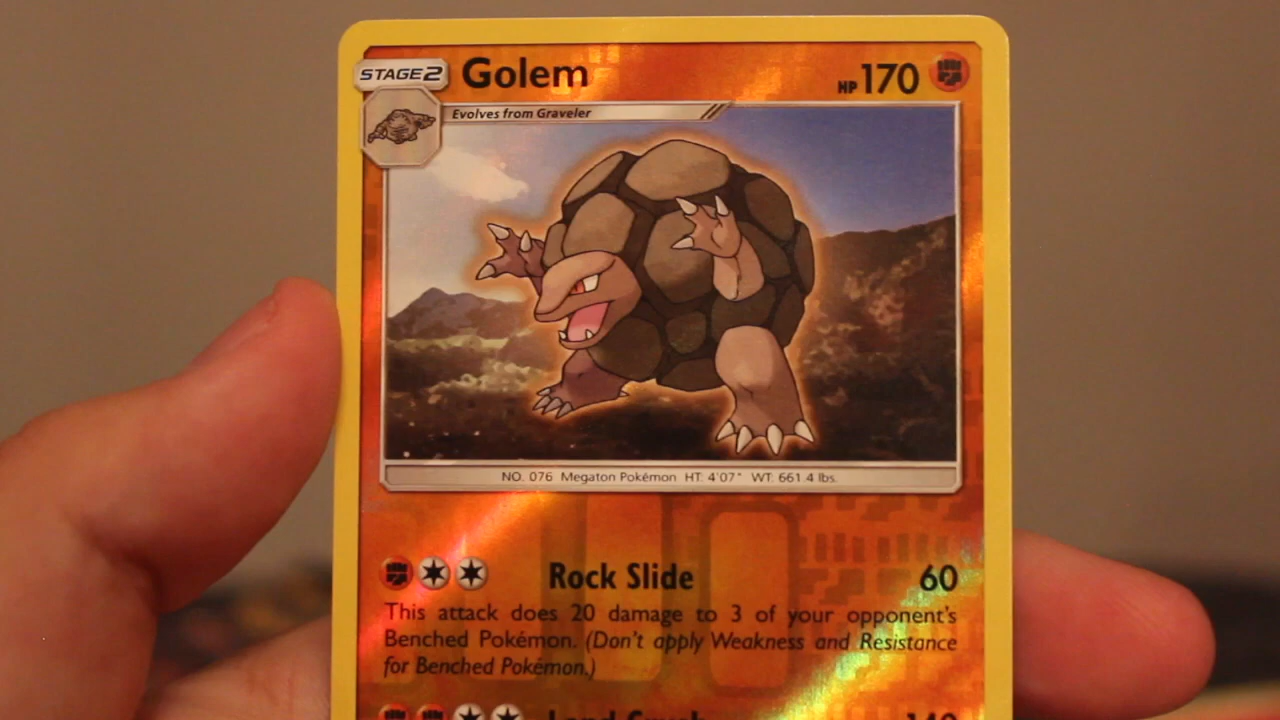 STAGE2 Golem HP 170
Evolves from Graveler
NO. 076 Megaton Pokémon HT: 4'07" WT: 661.4 lbs.
Rock Slide 60
This attack does 20 damage to 3 of your opponent's
Benched Pokémon. (Don't apply Weakness and Resistance
for Benched Pokémon.)